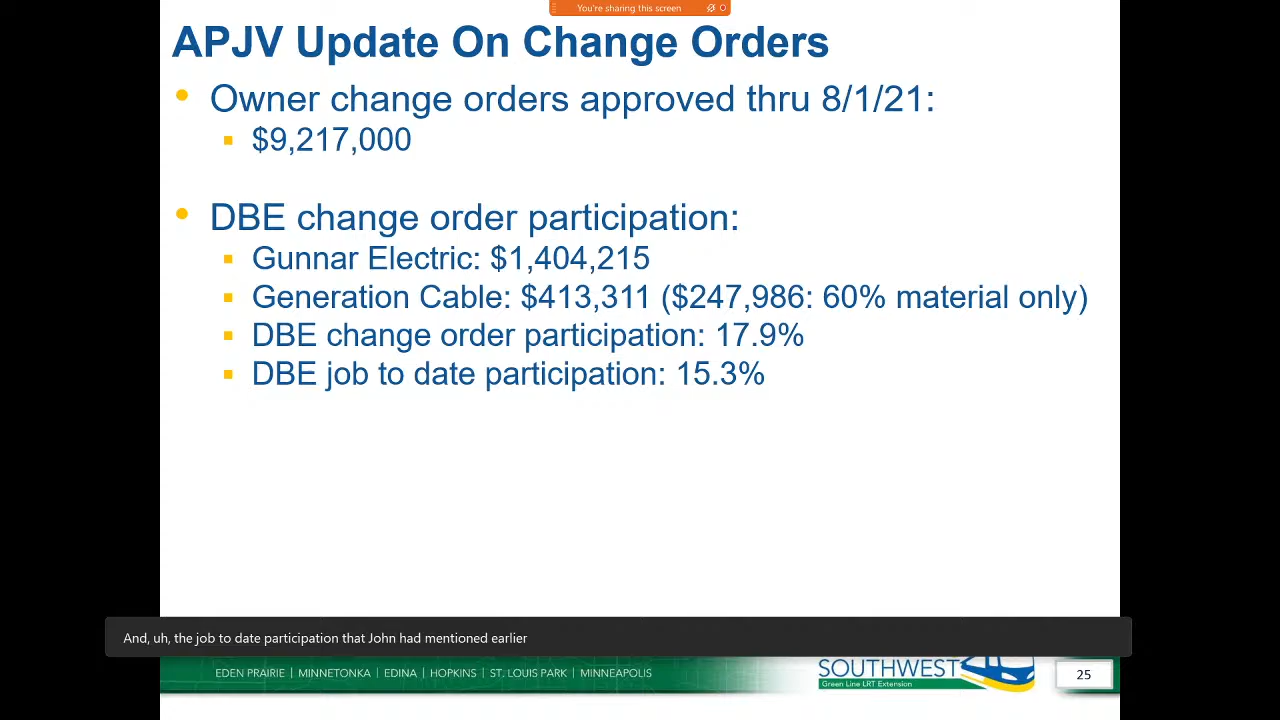 You're sharing this screen
APJV Update On Change Orders
• Owner change orders approved thru 8/1/21:
▪ $9,217,000
• DBE change order participation:
▪ Gunnar Electric: $1,404,215
▪ Generation Cable: $413,311 ($247,986: 60% material only)
▪ DBE change order participation: 17.9%
▪ DBE job to date participation: 15.3%
And, uh, the job to date participation that John had mentioned earlier
EDEN PRAIRIE | MINNETONKA | EDINA | HOPKINS | ST. LOUIS PARK | MINNEAPOLIS
SOUTHWEST
Green Line LRT Extension
25